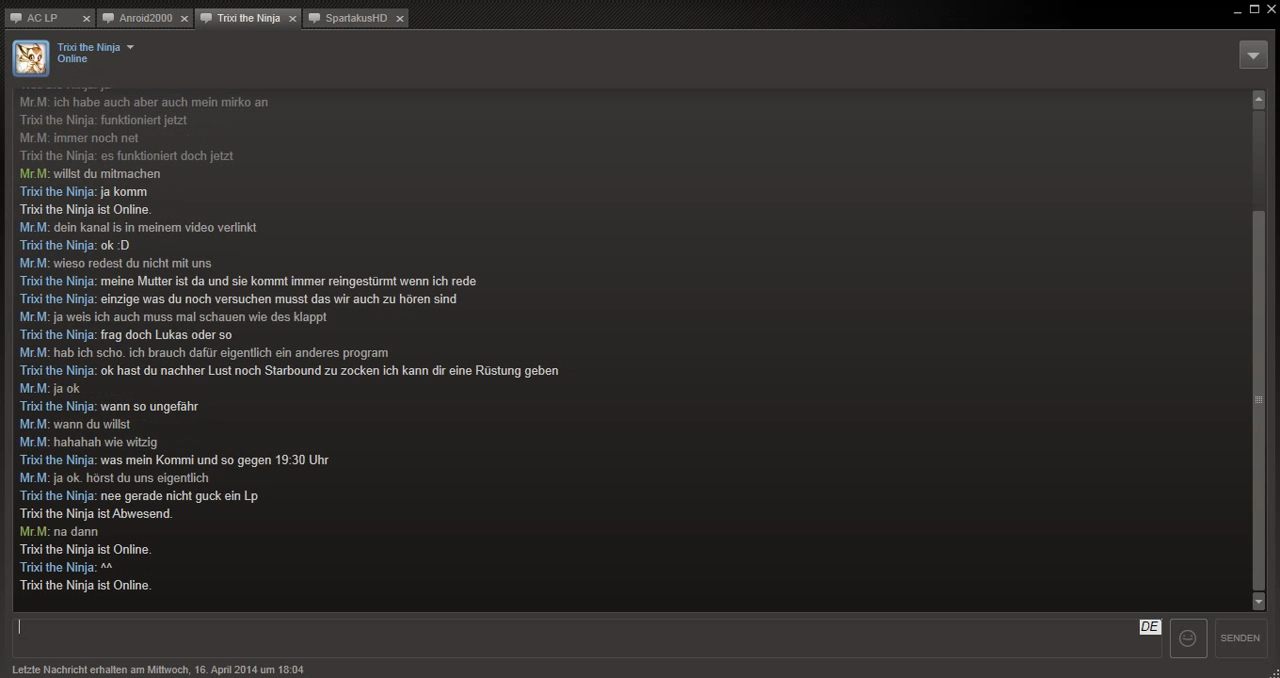 AC LP
Anroid2000
Trixi the Ninja
SpartakusHD
Trixi the Ninja
Online
Mr.M: ich habe auch aber auch mein mirko an
Trixi the Ninja: funktioniert jetzt
Mr.M: immer noch net
Trixi the Ninja: es funktioniert doch jetzt
Mr.M: willst du mitmachen
Trixi the Ninja: ja komm
Trixi the Ninja ist Online.
Mr.M: dein kanal is in meinem video verlinkt
Trixi the Ninja: ok :D
Mr.M: wieso redest du nicht mit uns
Trixi the Ninja: meine Mutter ist da und sie kommt immer reingestürmt wenn ich rede
Trixi the Ninja: einzige was du noch versuchen musst das wir auch zu hören sind
Mr.M: ja weis ich auch muss mal schauen wie des klappt
Trixi the Ninja: frag doch Lukas oder so
Mr.M: hab ich scho. ich brauch dafür eigentlich ein anderes program
Trixi the Ninja: ok hast du nachher Lust noch Starbound zu zocken ich kann dir eine Rüstung geben
Mr.M: ja ok
Trixi the Ninja: wann so ungefähr
Mr.M: wann du willst
Mr.M: hahahah wie witzig
Trixi the Ninja: was mein Kommi und so gegen 19:30 Uhr
Mr.M: ja ok. hörst du uns eigentlich
Trixi the Ninja: nee gerade nicht guck ein Lp
Trixi the Ninja ist Abwesend.
Mr.M: na dann
Trixi the Ninja ist Online.
Trixi the Ninja: ^^
Trixi the Ninja ist Online.
DE
SENDEN
Letzte Nachricht erhalten am Mittwoch, 16. April 2014 um 18:04